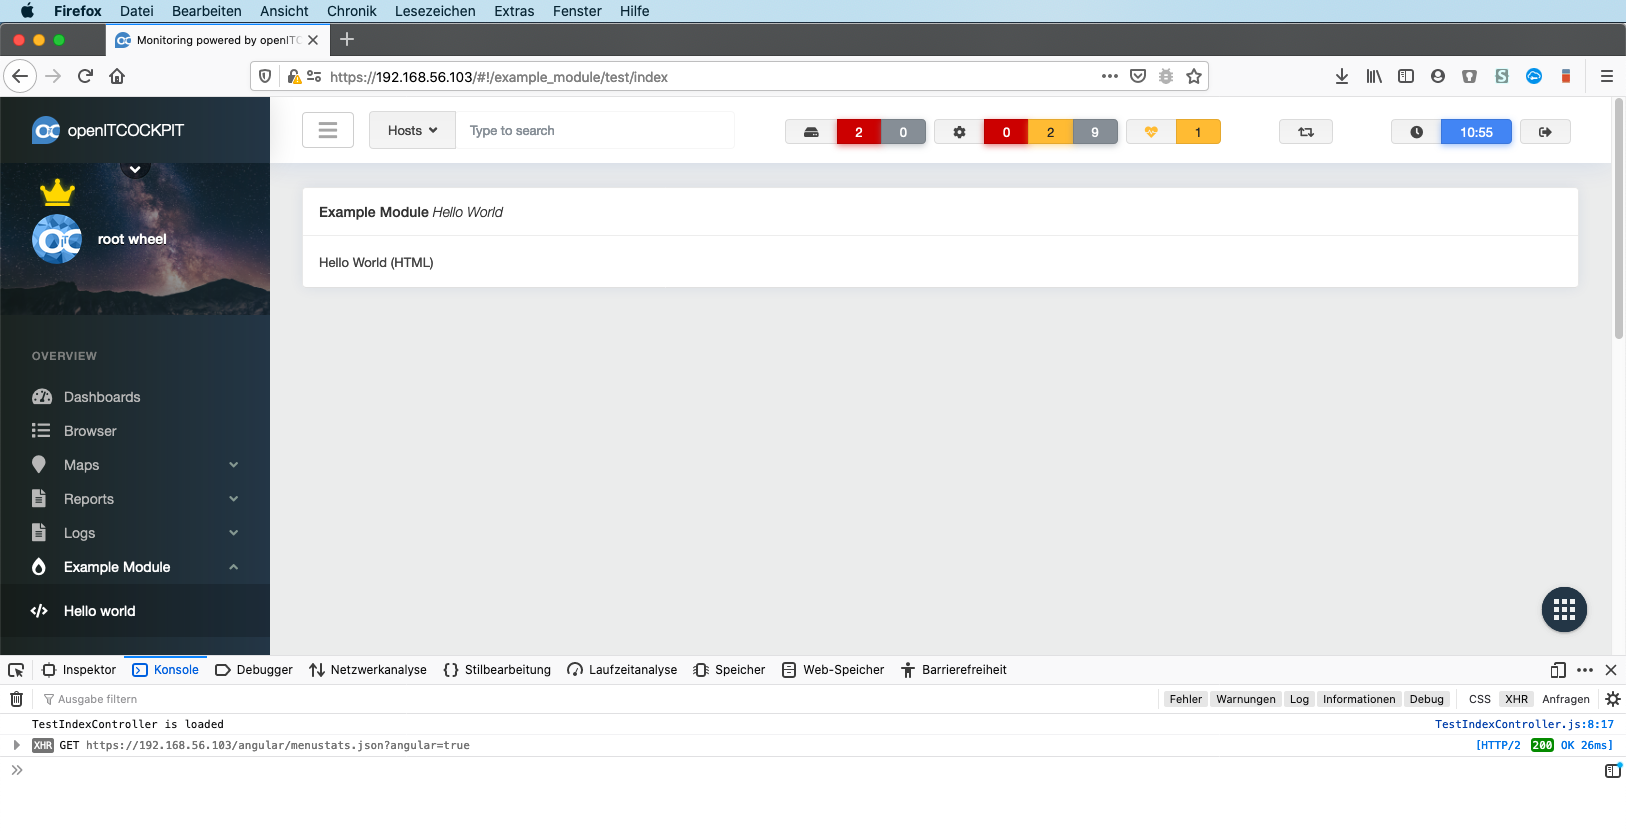 Firefox Datei Bearbeiten Ansicht Chronik Lesezeichen Extras Fenster Hilfe
Monitoring powered by openITC
https://192.168.56.103/#!/example_module/test/index
openITCOCKPIT
Hosts
Type to search
2 0
0 2 9
1
10:55
root wheel
Example Module Hello World
Hello World (HTML)
OVERVIEW
Dashboards
Browser
Maps
Reports
Logs
Example Module
Hello world
Inspektor Konsole Debugger Netzwerkanalyse Stilbearbeitung Laufzeitanalyse Speicher Web-Speicher Barrierefreiheit
Ausgabe filtern
Fehler Warnungen Log Informationen Debug CSS XHR Anfragen
TestIndexController is loaded TestIndexController.js:8:17
XHR GET https://192.168.56.103/angular/menustats.json?angular=true [HTTP/2 200 OK 26ms]